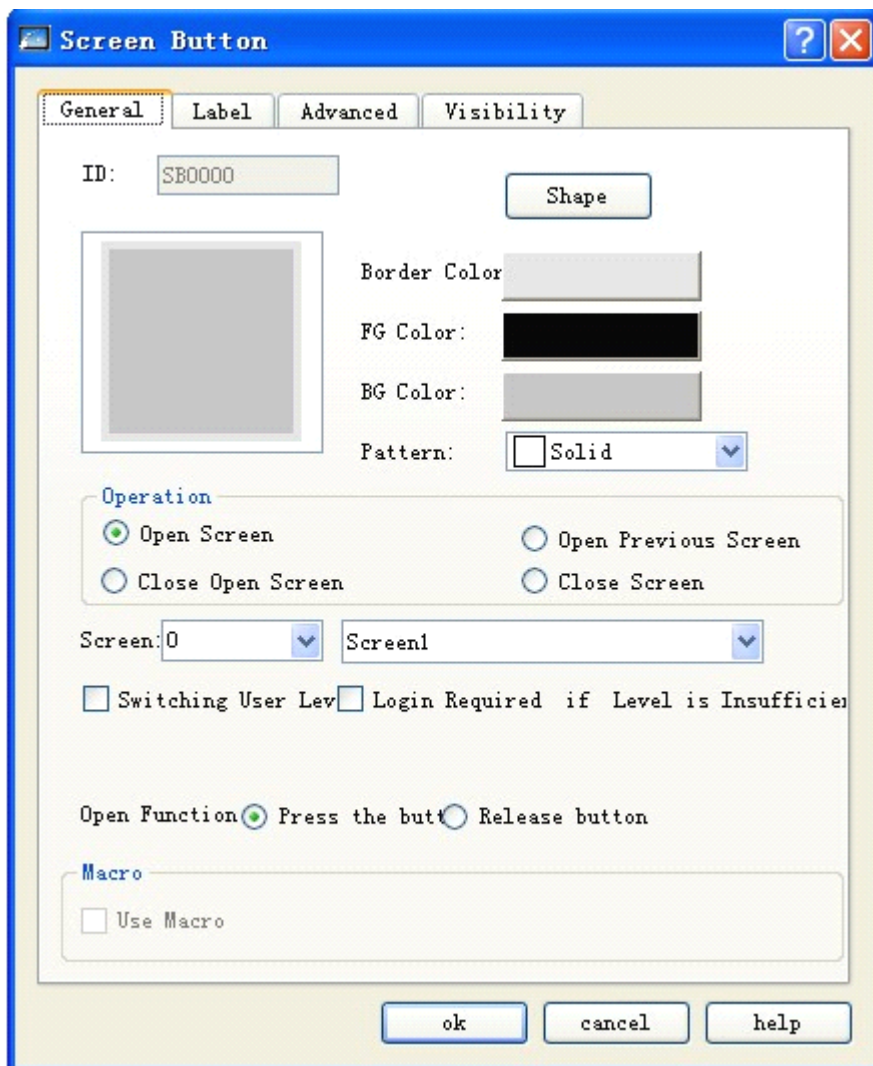 Screen Button
General Label Advanced Visibility
ID: SB0000
Shape
Border Color
FG Color:
BG Color:
Pattern: Solid
Operation
Open Screen Open Previous Screen
Close Open Screen Close Screen
Screen: 0 Screen1
Switching User Lev Login Required if Level is Insufficien
Open Function Press the butt Release button
Macro
Use Macro
ok cancel help